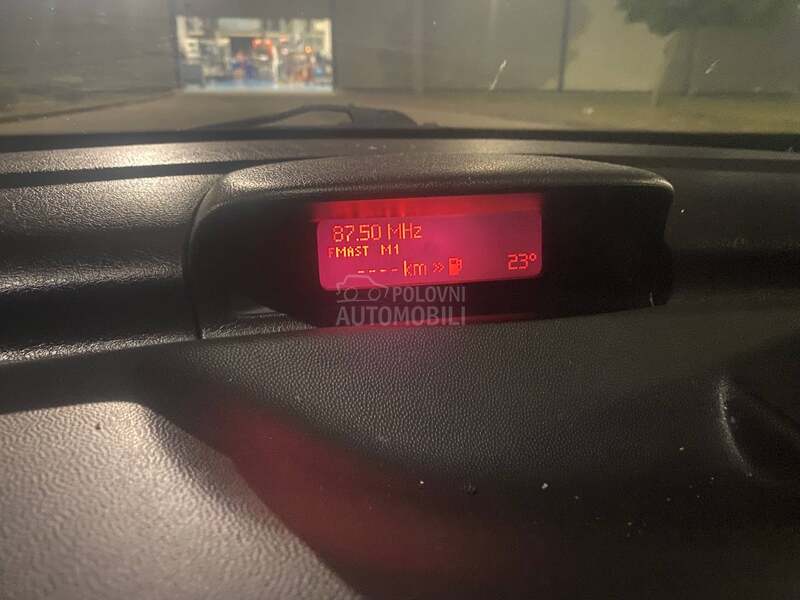 87.50 MHz
FMAST M1
----km » 23°
POLOVNI
AUTOMOBILI